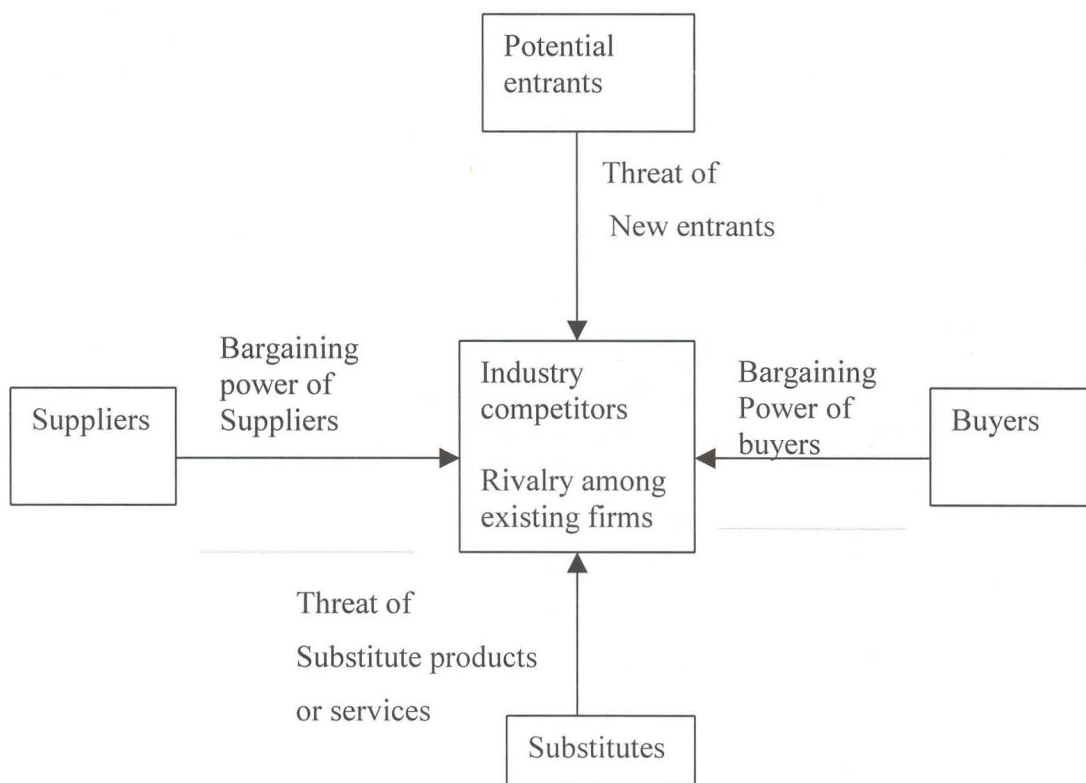 Potential
entrants
Threat of
New entrants
Bargaining
power of
Suppliers
Suppliers
Industry
competitors
Rivalry among
existing firms
Bargaining
Power of
buyers
Buyers
Threat of
Substitute products
or services
Substitutes